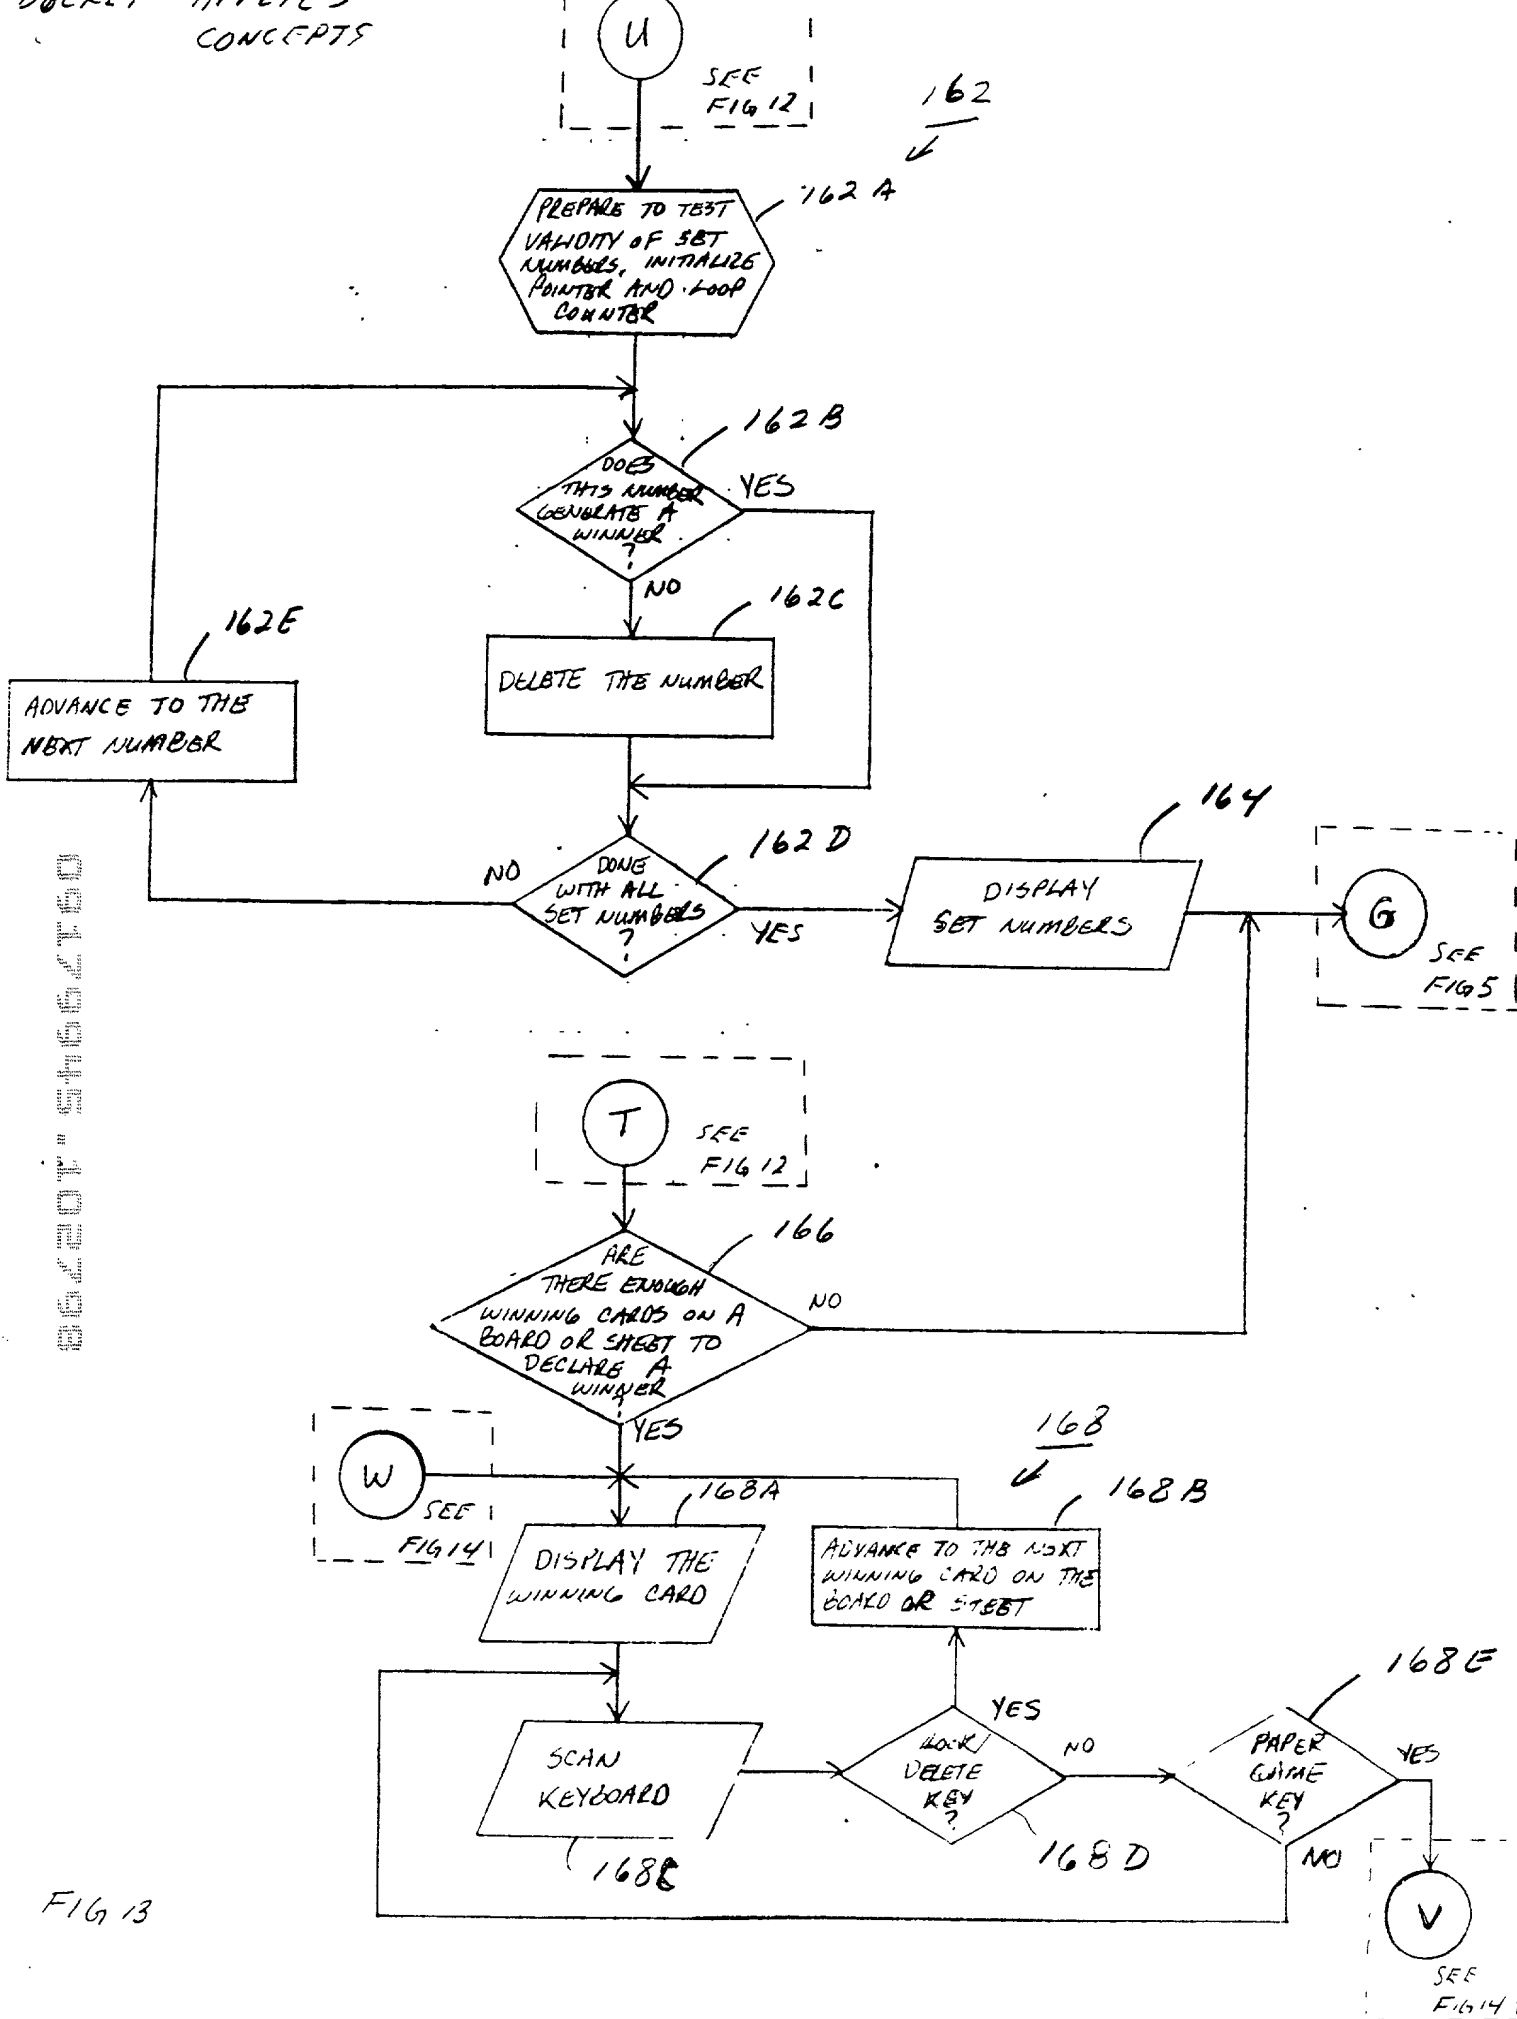 CONCEPTS
U
SEE
FIG 12
162
162A
PREPARE TO TEST
VALIDITY OF SET
NUMBERS, INITIALIZE
POINTER AND LOOP
COUNTER
162B
DOES
THIS NUMBER
GENERATE A
WINNER
?
YES
NO
162C
DELETE THE NUMBER
162E
ADVANCE TO THE
NEXT NUMBER
162D
DONE
WITH ALL
SET NUMBERS
?
NO
YES
164
DISPLAY
SET NUMBERS
G
SEE
FIG 5
T
SEE
FIG 12
166
ARE
THERE ENOUGH
WINNING CARDS ON A
BOARD OR SHEET TO
DECLARE A
WINNER
?
NO
YES
W
SEE
FIG 14
168
168A
DISPLAY THE
WINNING CARD
168B
ADVANCE TO THE NEXT
WINNING CARD ON THE
BOARD OR SHEET
SCAN
KEYBOARD
168C
DELETE
KEY
?
YES
NO
168D
168E
PAPER
GAME
KEY
?
YES
NO
V
SEE
FIG 14
FIG 13